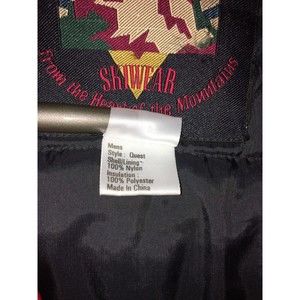 SKIWEAR
From the Heart of the Mountains
Mens
Style : Quest
Shell/Lining
100% Nylon
Insulation :
100% Polyester
Made In China